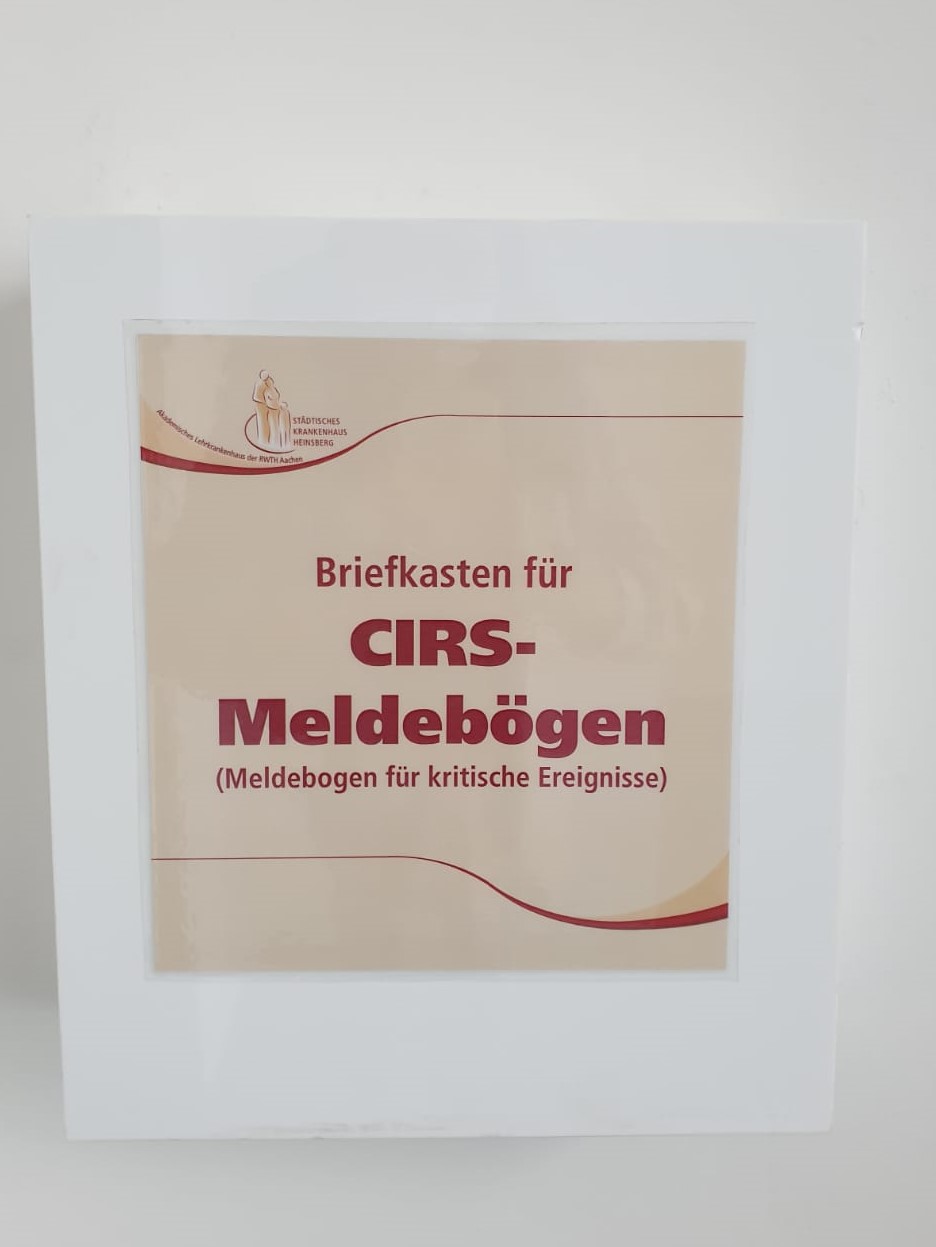 Akademisches Lehrkrankenhaus der RWTH Aachen
STÄDTISCHES
KRANKENHAUS
HEINSBERG
Briefkasten für
CIRS-
Meldebögen
(Meldebogen für kritische Ereignisse)